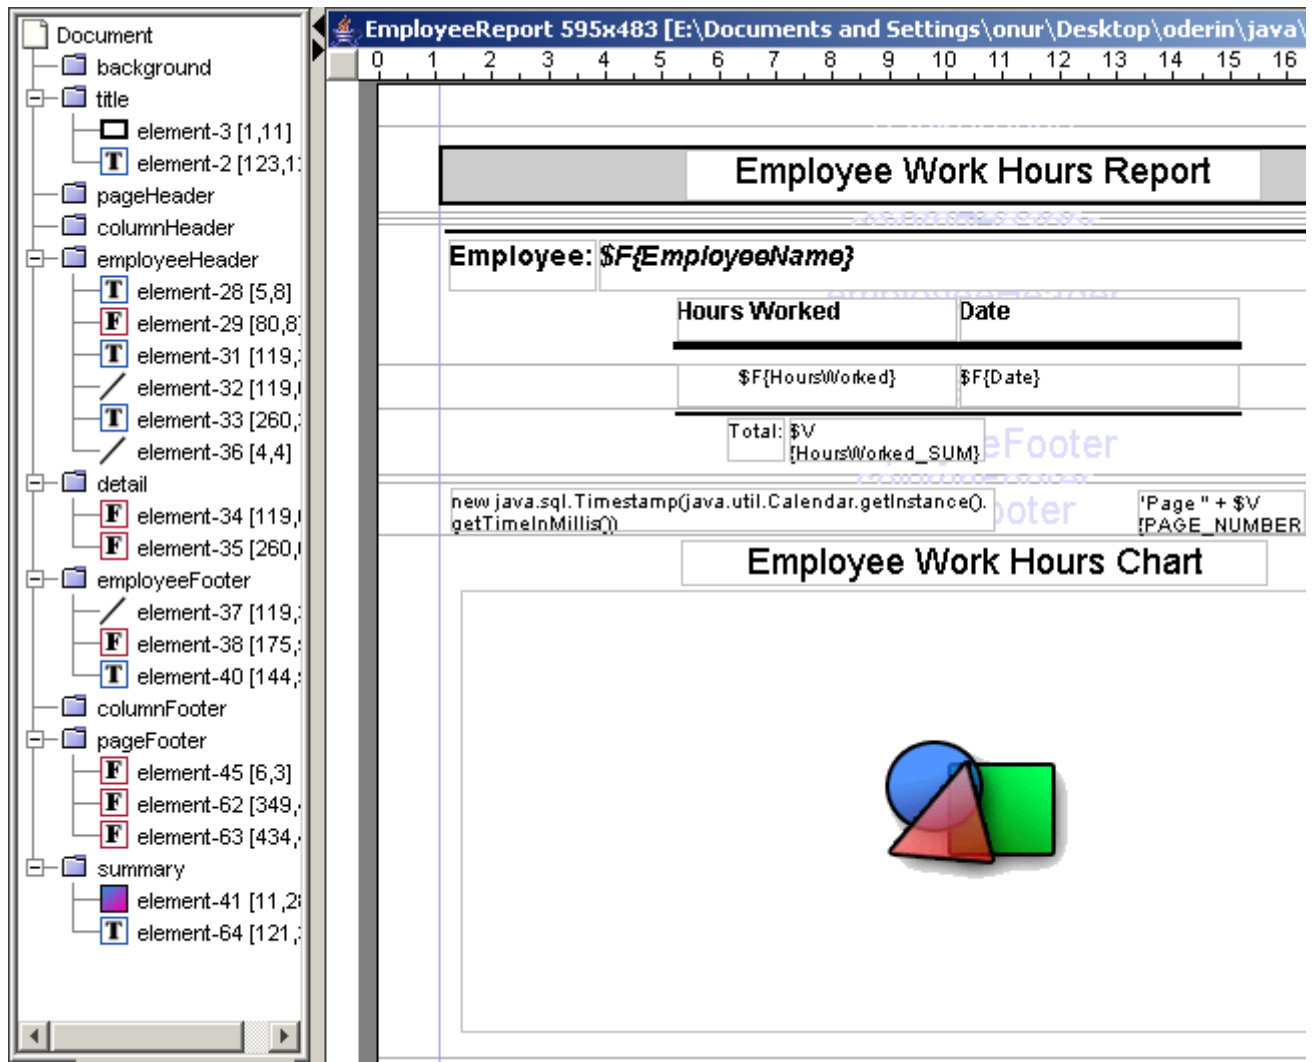 Document
background
title
element-3 [1,11]
element-2 [123,1
pageHeader
columnHeader
employeeHeader
element-28 [5,8]
element-29 [80,8]
element-31 [119,
element-32 [119,
element-33 [260,
element-36 [4,4]
detail
element-34 [119,
element-35 [260,
employeeFooter
element-37 [119,
element-38 [175,
element-40 [144,
columnFooter
pageFooter
element-45 [6,3]
element-62 [349,
element-63 [434,
summary
element-41 [11,2
element-64 [121,
EmployeeReport 595x483 [E:\Documents and Settings\onur\Desktop\oderin\java\
0 1 2 3 4 5 6 7 8 9 10 11 12 13 14 15 16
Employee Work Hours Report
Employee: $F{EmployeeName}
employeeHeader
Hours Worked Date
$F{HoursWorked} $F{Date}
Total: $V
{HoursWorked_SUM}
eFooter
new java.sql.Timestamp(java.util.Calendar.getInstance().
getTimeInMillis())
ooter
"Page " + $V
{PAGE_NUMBER
Employee Work Hours Chart